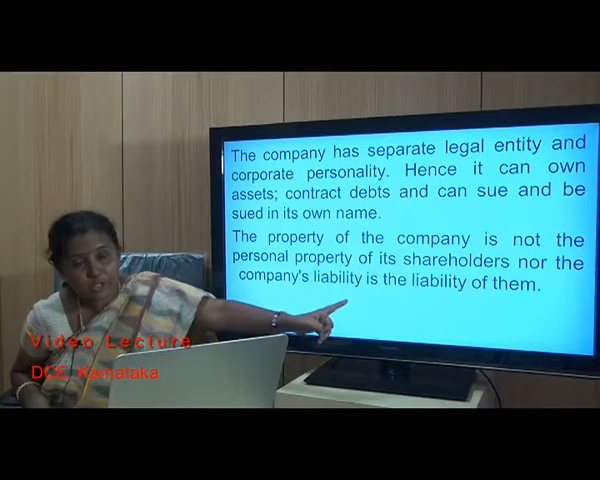 The company has separate legal entity and
corporate personality. Hence it can own
assets; contract debts and can sue and be
sued in its own name.
The property of the company is not the
personal property of its shareholders nor the
company's liability is the liability of them.
Video Lecture
DCE, Karnataka